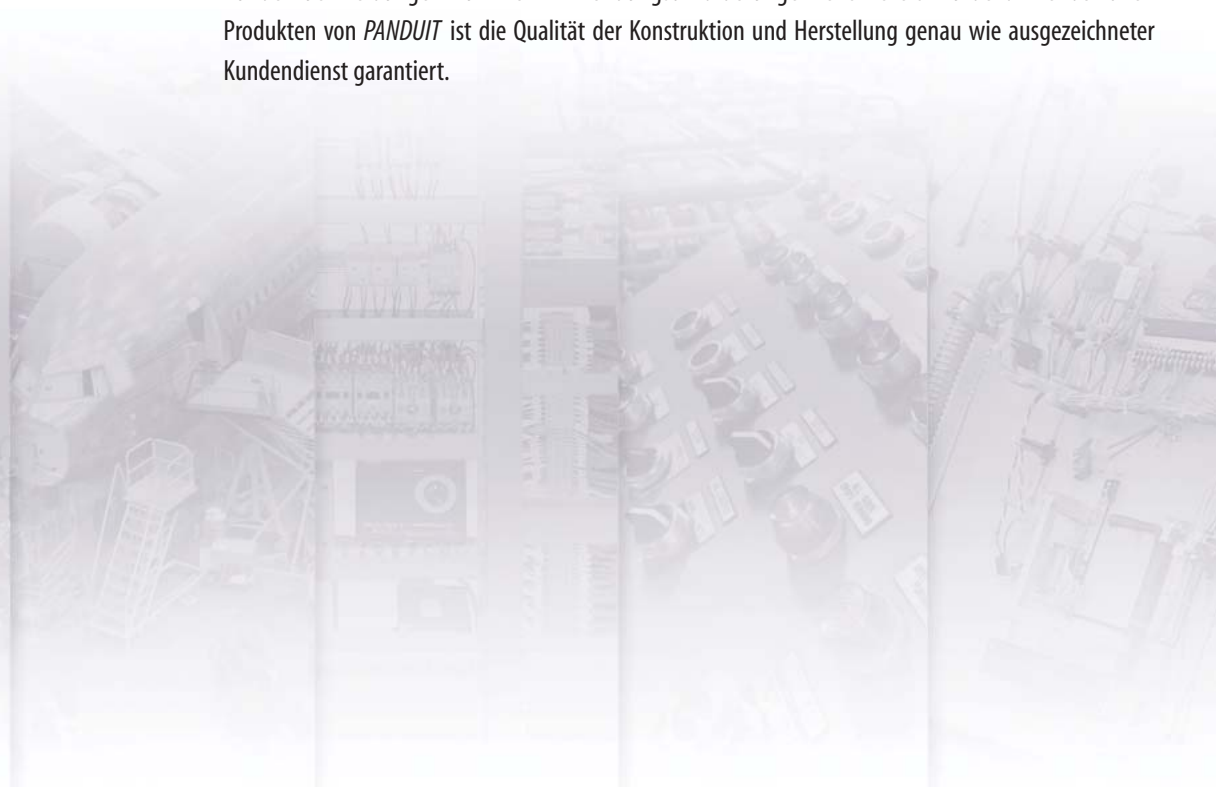 Produkten von PANDUIT ist die Qualität der Konstruktion und Herstellung genau wie ausgezeichneter
Kundendienst garantiert.